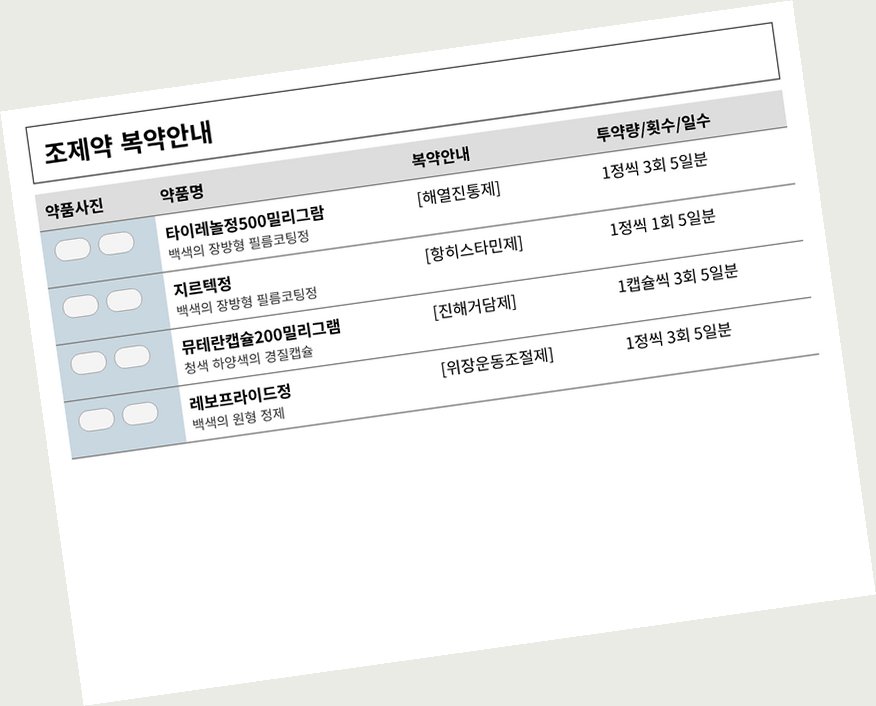 조제약 복약안내
약품사진 약품명 복약안내 투약량/횟수/일수
타이레놀정500밀리그람 [해열진통제] 1정씩 3회 5일분
백색의 장방형 필름코팅정
지르텍정 [항히스타민제] 1정씩 1회 5일분
백색의 장방형 필름코팅정
뮤테란캡슐200밀리그램 [진해거담제] 1캡슐씩 3회 5일분
청색 하양색의 경질캡슐
레보프라이드정 [위장운동조절제] 1정씩 3회 5일분
백색의 원형 정제